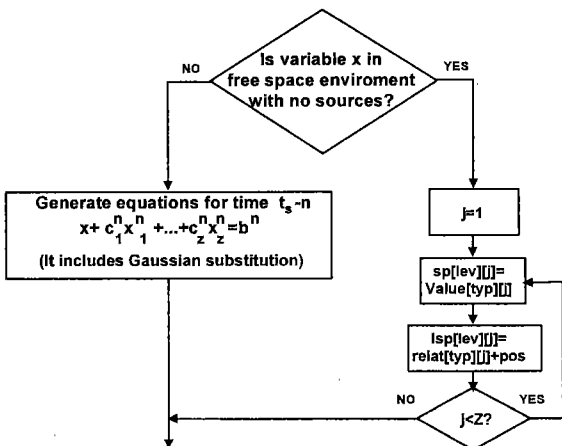 Is variable x in
free space enviroment
with no sources?
NO
YES
Generate equations for time t_s-n
x+ c_1^n x_1^n +...+c_z^n x_z^n=b^n
(It includes Gaussian substitution)
j=1
sp[lev][j]=
Value[typ][j]
lsp[lev][j]=
relat[typ][j]+pos
NO
j<Z?
YES